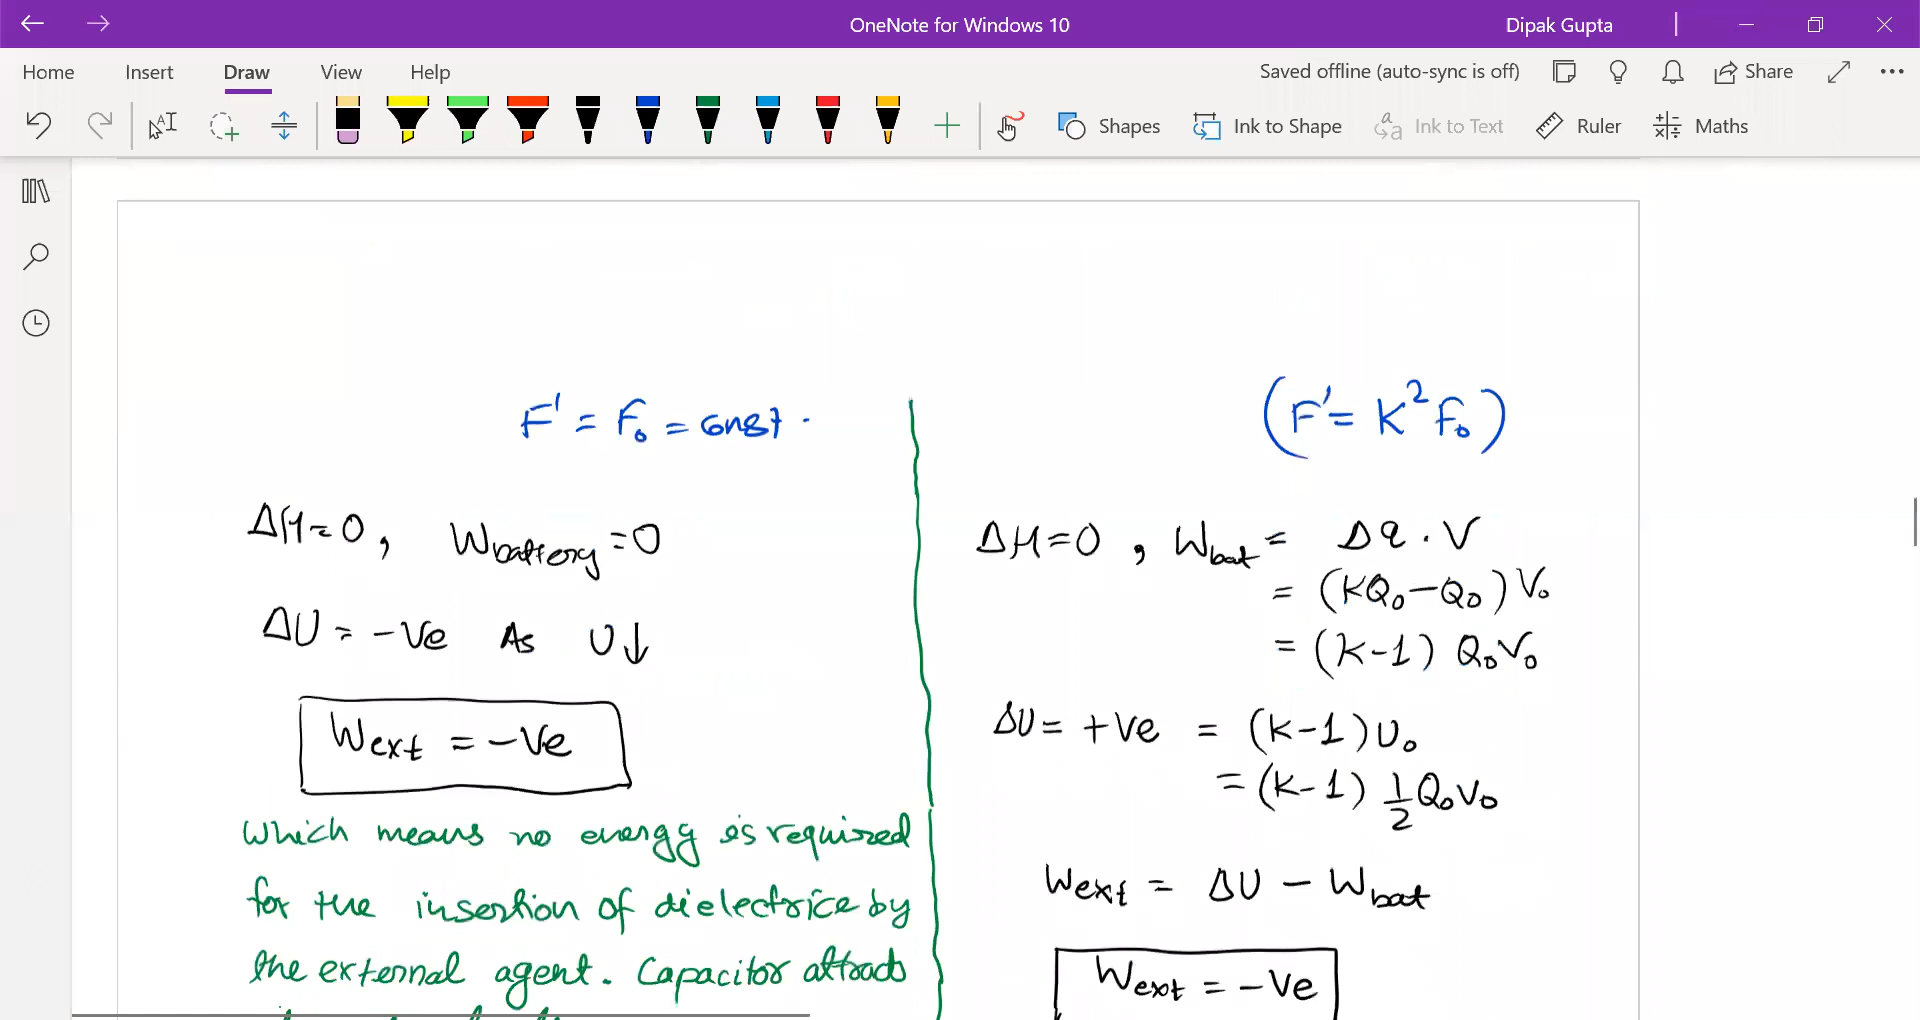 OneNote for Windows 10
Dipak Gupta
Home Insert Draw View Help
Saved offline (auto-sync is off) Share
Shapes Ink to Shape Ink to Text Ruler Maths
F' = F₀ = const.
ΔH=0, Wbattery=0
ΔU = -Ve As U↓
Wext = -Ve
Which means no energy is required
for the insertion of dielectrice by
the external agent. Capacitor attracts
(F' = K² F₀)
ΔH=0, Wbat = Δq . V
= (KQ₀-Q₀) V₀
= (K-1) Q₀V₀
ΔU = +Ve = (K-1) U₀
= (K-1) 1/2 Q₀V₀
Wext = ΔU - Wbat
Wext = -Ve